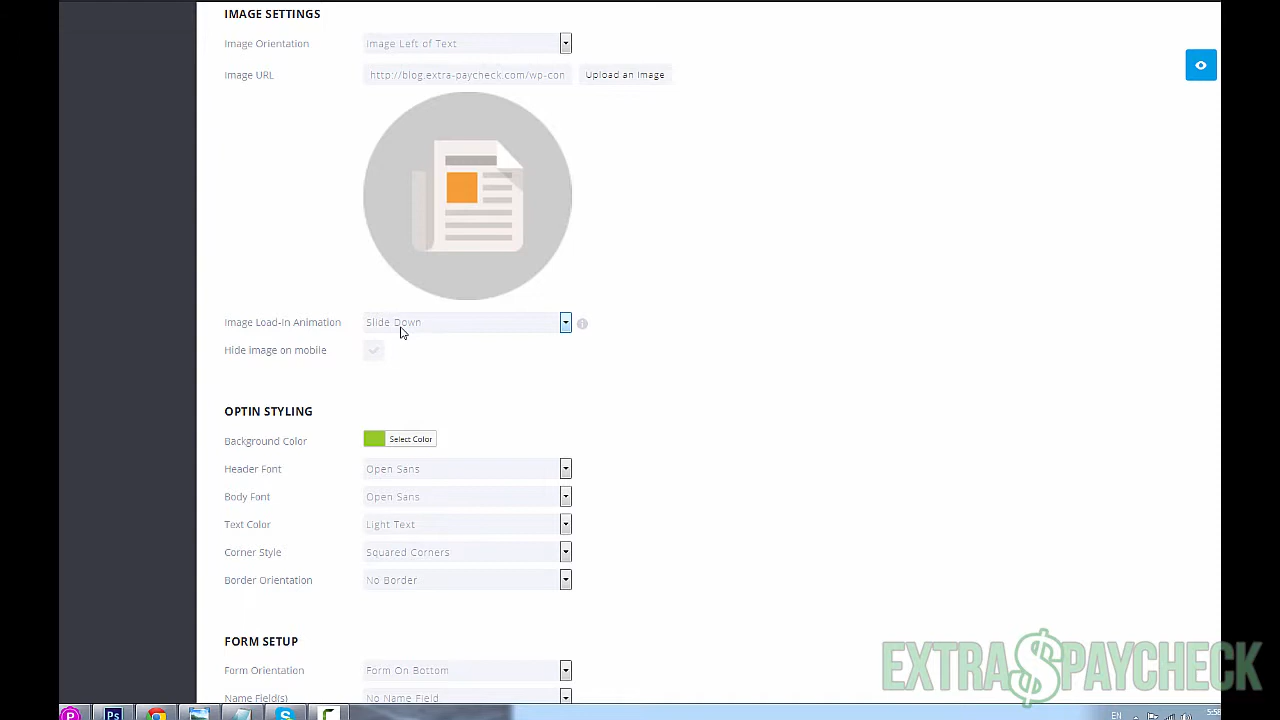 IMAGE SETTINGS
Image Orientation Image Left of Text
Image URL http://blog.extra-paycheck.com/wp-con Upload an Image
Image Load-In Animation Slide Down
Hide image on mobile
OPTIN STYLING
Background Color Select Color
Header Font Open Sans
Body Font Open Sans
Text Color Light Text
Corner Style Squared Corners
Border Orientation No Border
FORM SETUP
Form Orientation Form On Bottom
Name Field(s) No Name Field
EXTRA$PAYCHECK
Ps
EN